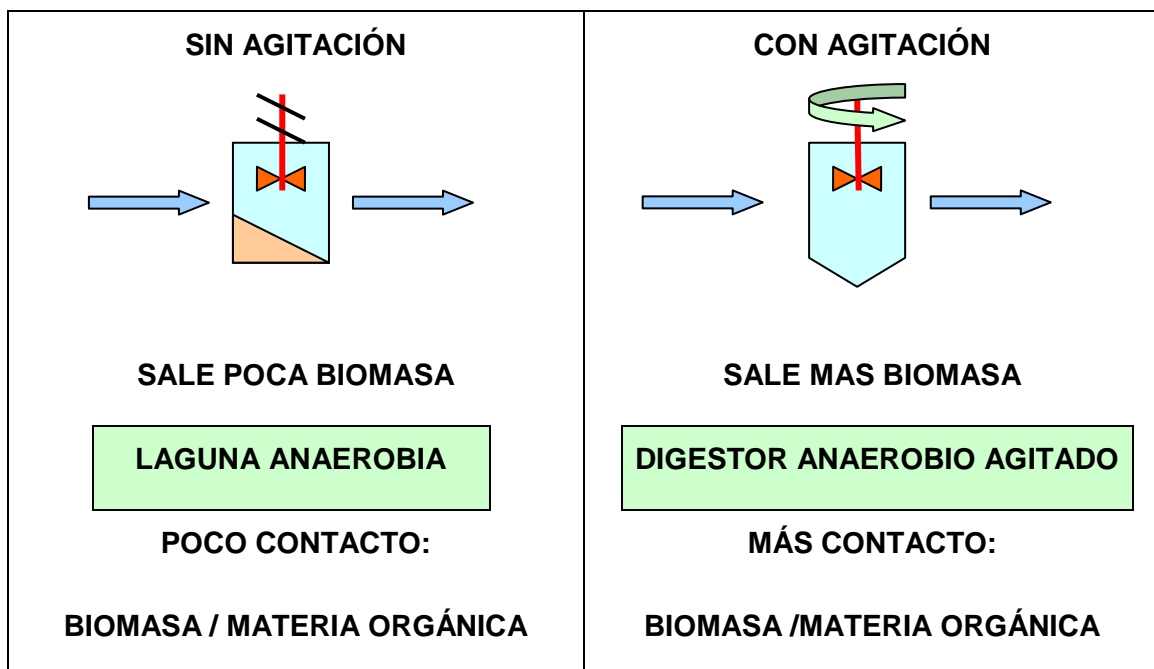 SIN AGITACIÓN
SALE POCA BIOMASA
LAGUNA ANAEROBIA
POCO CONTACTO:
BIOMASA / MATERIA ORGÁNICA
CON AGITACIÓN
SALE MAS BIOMASA
DIGESTOR ANAEROBIO AGITADO
MÁS CONTACTO:
BIOMASA /MATERIA ORGÁNICA